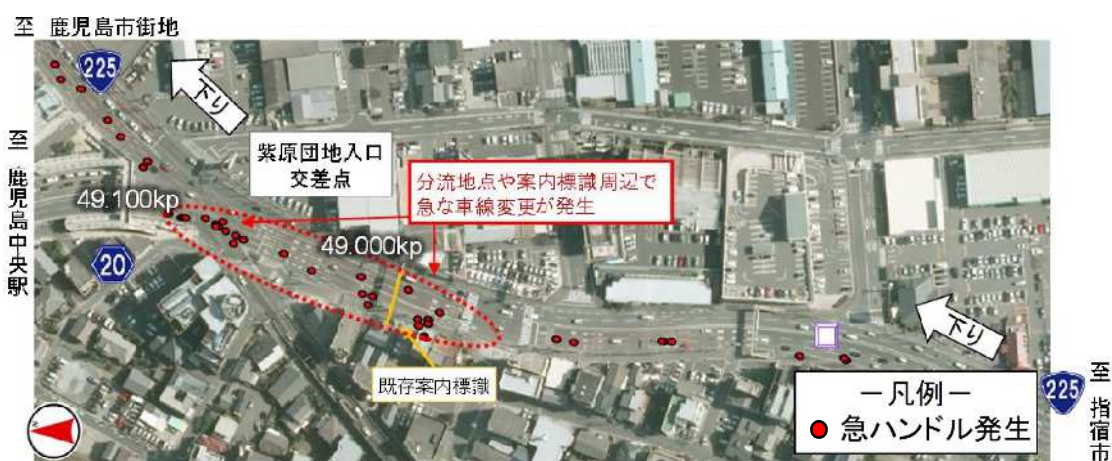 至 鹿児島市街地
225
下り
至 鹿児島中央駅
紫原団地入口
交差点
分流地点や案内標識周辺で
急な車線変更が発生
49.100kp
49.000kp
20
既存案内標識
下り
－凡例－
急ハンドル発生
225
至 指宿市
N